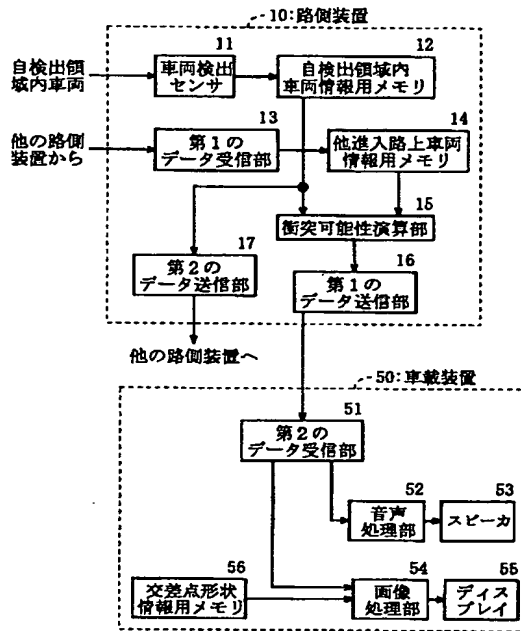 10:路側装置
11
12
自検出領
域内車両
車両検出
センサ
自検出領域内
車両情報用メモリ
13
14
他の路側
装置から
第1の
データ受信部
他進入路上車両
情報用メモリ
15
衝突可能性演算部
17
16
第2の
データ送信部
第1の
データ送信部
他の路側装置へ
50:車載装置
51
第2の
データ受信部
52
53
音声
処理部
スピーカ
56
54
55
交差点形状
情報用メモリ
画像
処理部
ディス
プレイ